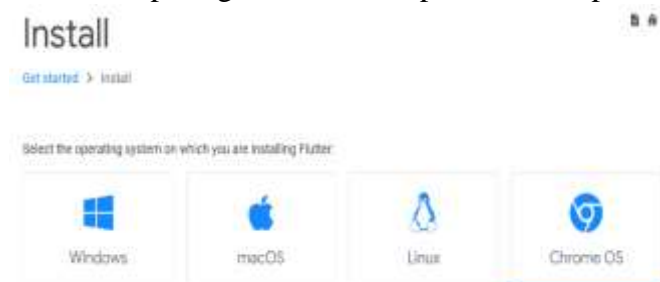 Install
Get started > Install
Select the operating system on which you are installing Flutter
Windows
macOS
Linux
Chrome OS